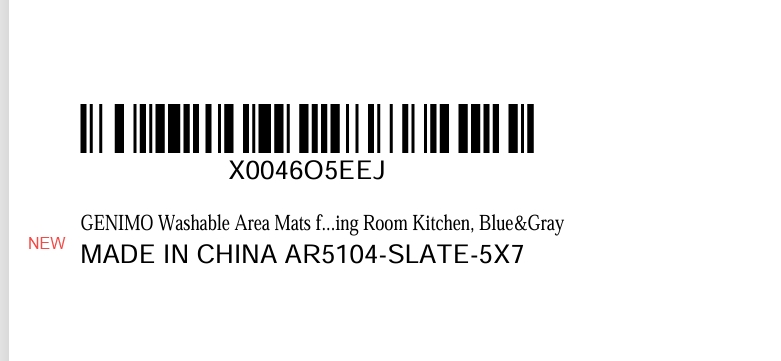 X0046O5EEJ
GENIMO Washable Area Mats f...ing Room Kitchen, Blue&Gray
NEW
MADE IN CHINA AR5104-SLATE-5X7